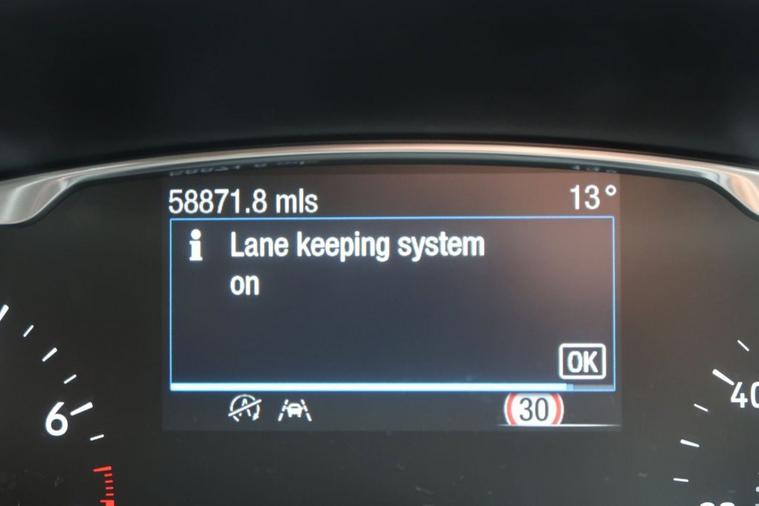 58871.8 mls 13°
i Lane keeping system
on
OK
A 30
6 40